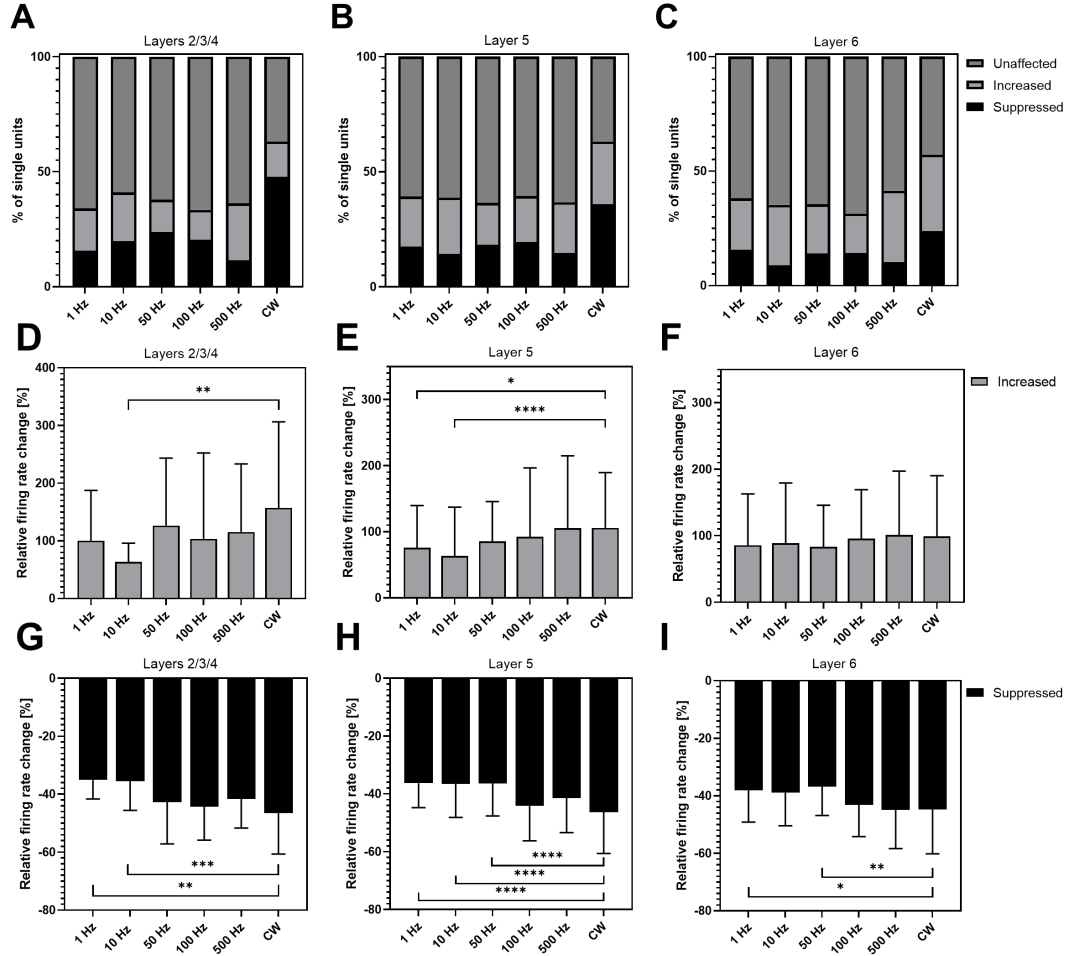 A
Layers 2/3/4
% of single units
100
50
0
1 Hz
10 Hz
50 Hz
100 Hz
500 Hz
CW
B
Layer 5
% of single units
100
50
0
1 Hz
10 Hz
50 Hz
100 Hz
500 Hz
CW
C
Layer 6
% of single units
100
50
0
1 Hz
10 Hz
50 Hz
100 Hz
500 Hz
CW
Unaffected
Increased
Suppressed
D
Layers 2/3/4
Relative firing rate change [%]
400
300
200
100
0
**
1 Hz
10 Hz
50 Hz
100 Hz
500 Hz
CW
E
Layer 5
Relative firing rate change [%]
300
200
100
0
*
****
1 Hz
10 Hz
50 Hz
100 Hz
500 Hz
CW
F
Layer 6
Relative firing rate change [%]
300
200
100
0
1 Hz
10 Hz
50 Hz
100 Hz
500 Hz
CW
Increased
G
Layers 2/3/4
Relative firing rate change [%]
0
-20
-40
-60
-80
***
**
1 Hz
10 Hz
50 Hz
100 Hz
500 Hz
CW
H
Layer 5
Relative firing rate change [%]
0
-20
-40
-60
-80
****
****
****
1 Hz
10 Hz
50 Hz
100 Hz
500 Hz
CW
I
Layer 6
Relative firing rate change [%]
0
-20
-40
-60
-80
**
*
1 Hz
10 Hz
50 Hz
100 Hz
500 Hz
CW
Suppressed